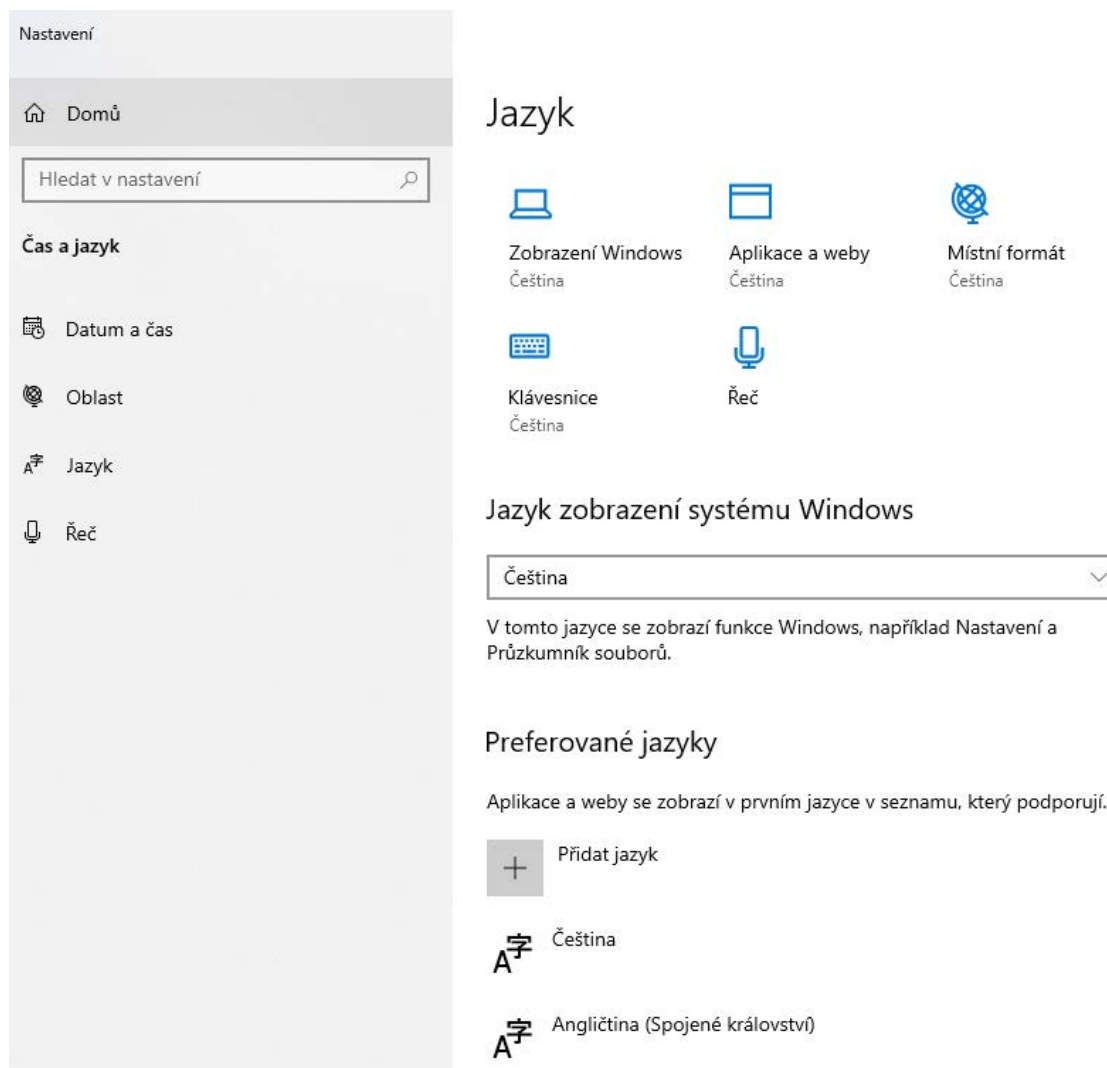 Nastavení
Domů
Hledat v nastavení
Čas a jazyk
Datum a čas
Oblast
Jazyk
Řeč
Jazyk
Zobrazení Windows
Čeština
Aplikace a weby
Čeština
Místní formát
Čeština
Klávesnice
Čeština
Řeč
Jazyk zobrazení systému Windows
Čeština
V tomto jazyce se zobrazí funkce Windows, například Nastavení a
Průzkumník souborů.
Preferované jazyky
Aplikace a weby se zobrazí v prvním jazyce v seznamu, který podporují.
Přidat jazyk
Čeština
Angličtina (Spojené království)